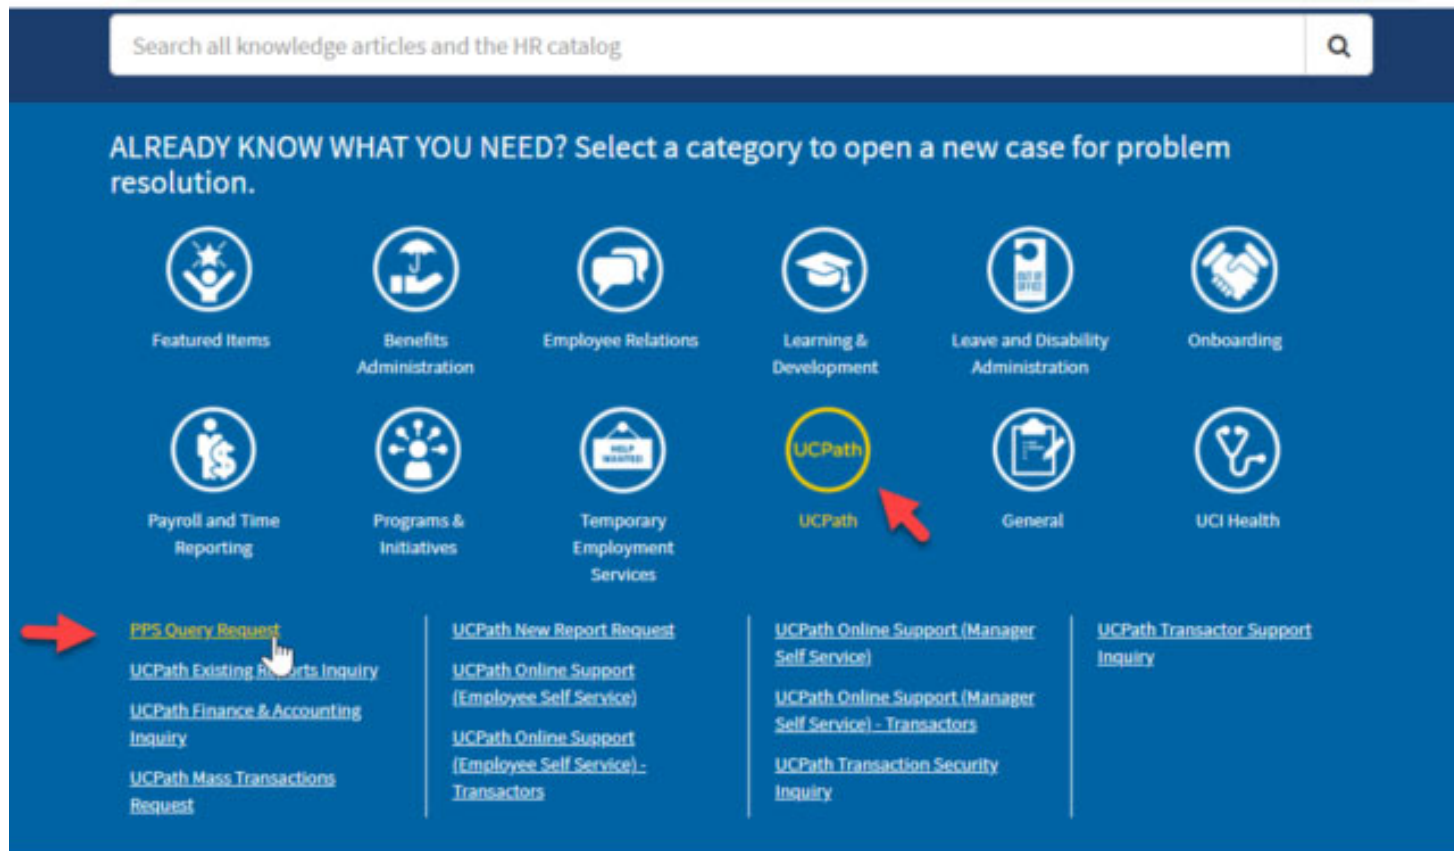 Search all knowledge articles and the HR catalog
ALREADY KNOW WHAT YOU NEED? Select a category to open a new case for problem
resolution.
OUT OF
OFFICE
Featured Items
Benefits
Administration
Employee Relations
Learning &
Development
Leave and Disability
Administration
Onboarding
HELP
WANTED
UCPath
Payroll and Time
Reporting
Programs &
Initiatives
Temporary
Employment
Services
UCPath
General
UCI Health
PPS Query Request
UCPath Existing Reports Inquiry
UCPath Finance & Accounting
Inquiry
UCPath Mass Transactions
Request
UCPath New Report Request
UCPath Online Support
(Employee Self Service)
UCPath Online Support
(Employee Self Service) -
Transactors
UCPath Online Support (Manager
Self Service)
UCPath Online Support (Manager
Self Service) - Transactors
UCPath Transaction Security
Inquiry
UCPath Transactor Support
Inquiry